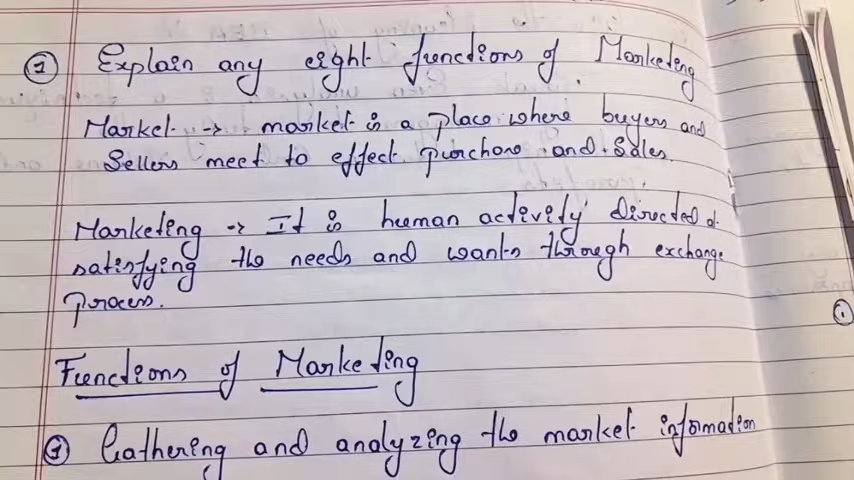 ① Explain any eight functions of Marketing
Market → market is a place where buyers and
Sellers meet to effect purchase and Sales.
Marketing → It is human activity directed at
satisfying the needs and wants through exchange
process.
Functions of Marketing
① Gathering and analyzing the market information
①